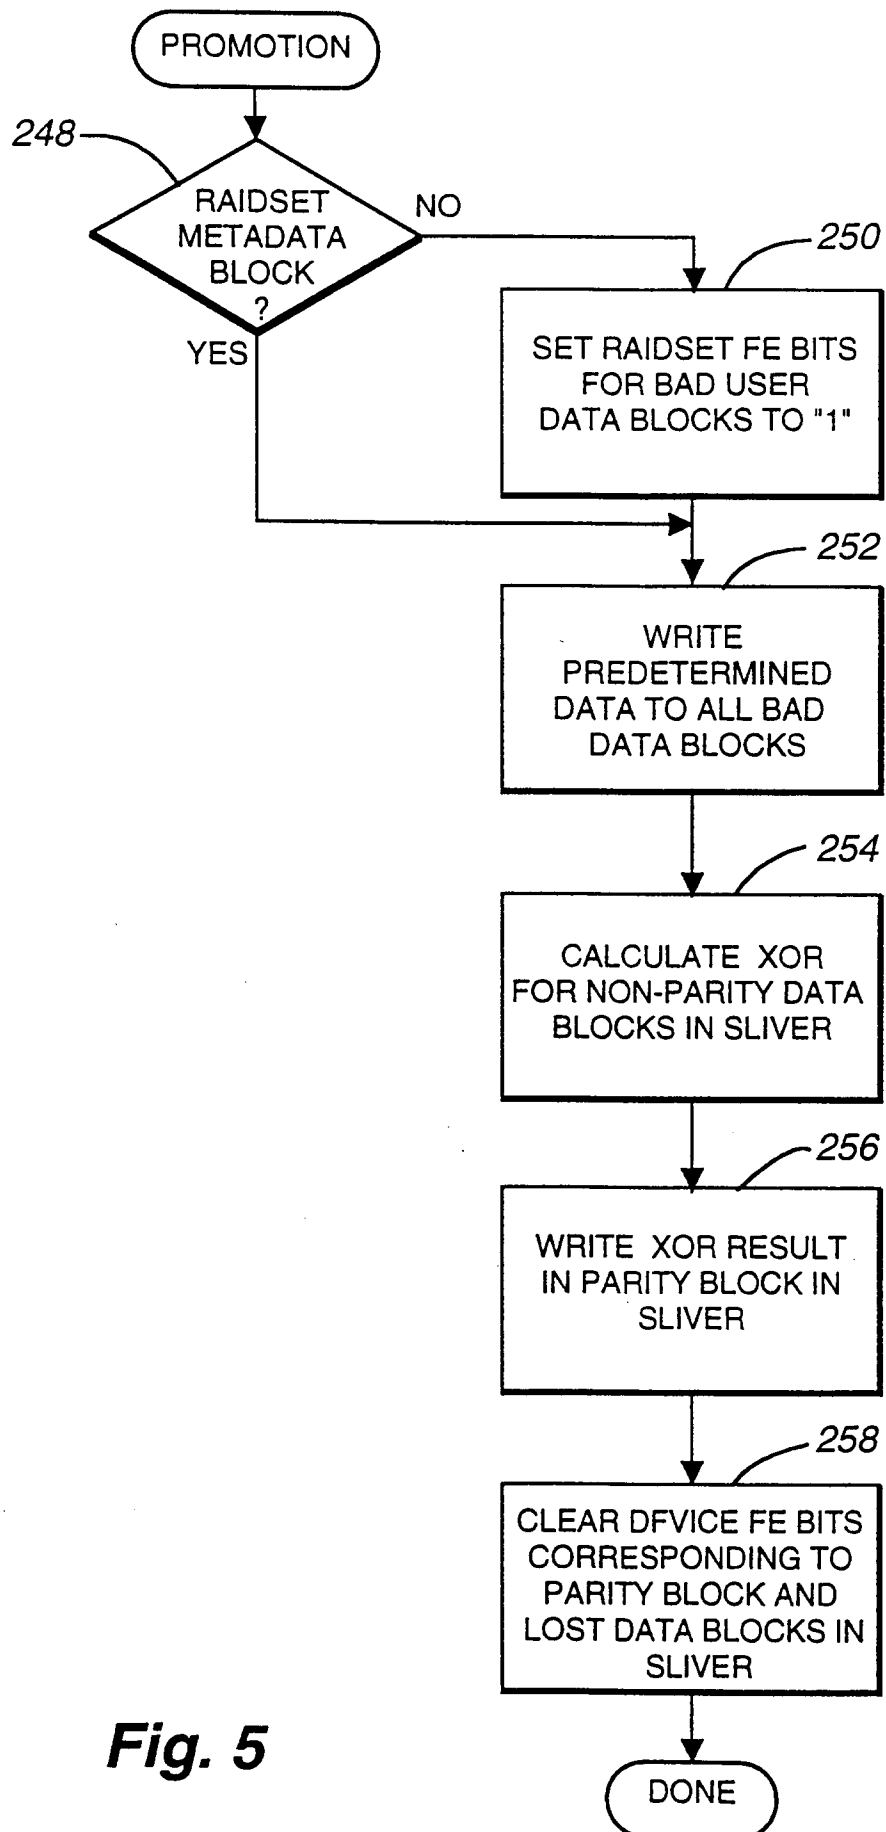 PROMOTION
248
RAIDSET
METADATA
BLOCK
?
NO
YES
250
SET RAIDSET FE BITS
FOR BAD USER
DATA BLOCKS TO "1"
252
WRITE
PREDETERMINED
DATA TO ALL BAD
DATA BLOCKS
254
CALCULATE XOR
FOR NON-PARITY DATA
BLOCKS IN SLIVER
256
WRITE XOR RESULT
IN PARITY BLOCK IN
SLIVER
258
CLEAR DFVICE FE BITS
CORRESPONDING TO
PARITY BLOCK AND
LOST DATA BLOCKS IN
SLIVER
DONE
Fig. 5